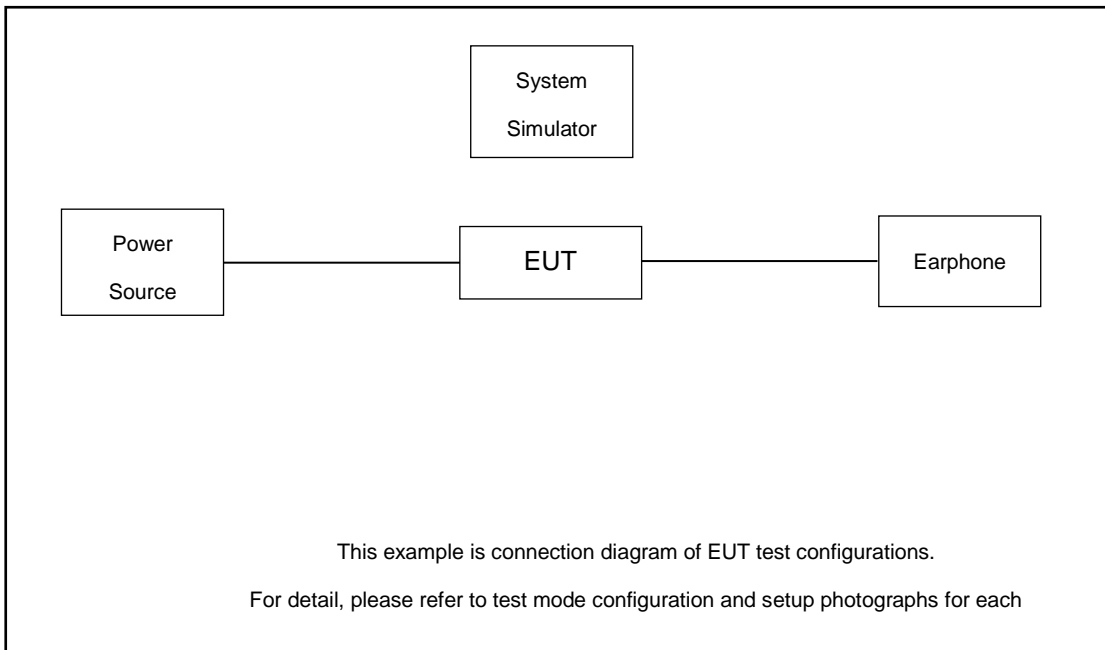 System
Simulator
Power
Source
EUT
Earphone
This example is connection diagram of EUT test configurations.
For detail, please refer to test mode configuration and setup photographs for each